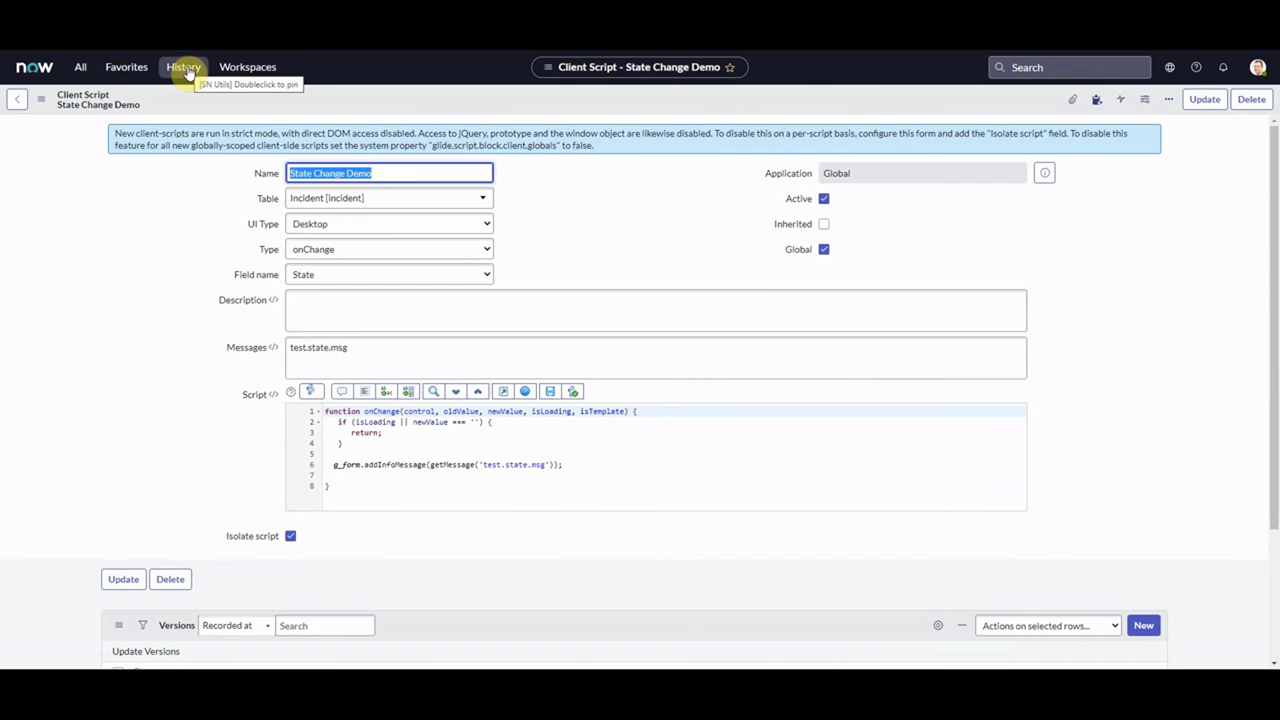 now All Favorites History Workspaces Client Script - State Change Demo Search
[SN Utils] Doubleclick to pin
Client Script
State Change Demo
Update Delete
New client-scripts are run in strict mode, with direct DOM access disabled. Access to jQuery, prototype and the window object are likewise disabled. To disable this on a per-script basis, configure this form and add the "Isolate script" field. To disable this
feature for all new globally-scoped client-side scripts set the system property "glide.script.block.client.globals" to false.
Name State Change Demo Application Global
Table Incident [incident] Active
UI Type Desktop Inherited
Type onChange Global
Field name State
Description
Messages test.state.msg
Script
1 function onChange(control, oldValue, newValue, isLoading, isTemplate) {
2 if (isLoading || newValue === '') {
3 return;
4 }
5
6 g_form.addInfoMessage(getMessage('test.state.msg'));
7
8 }
Isolate script
Update Delete
Versions Recorded at Search Actions on selected rows... New
Update Versions